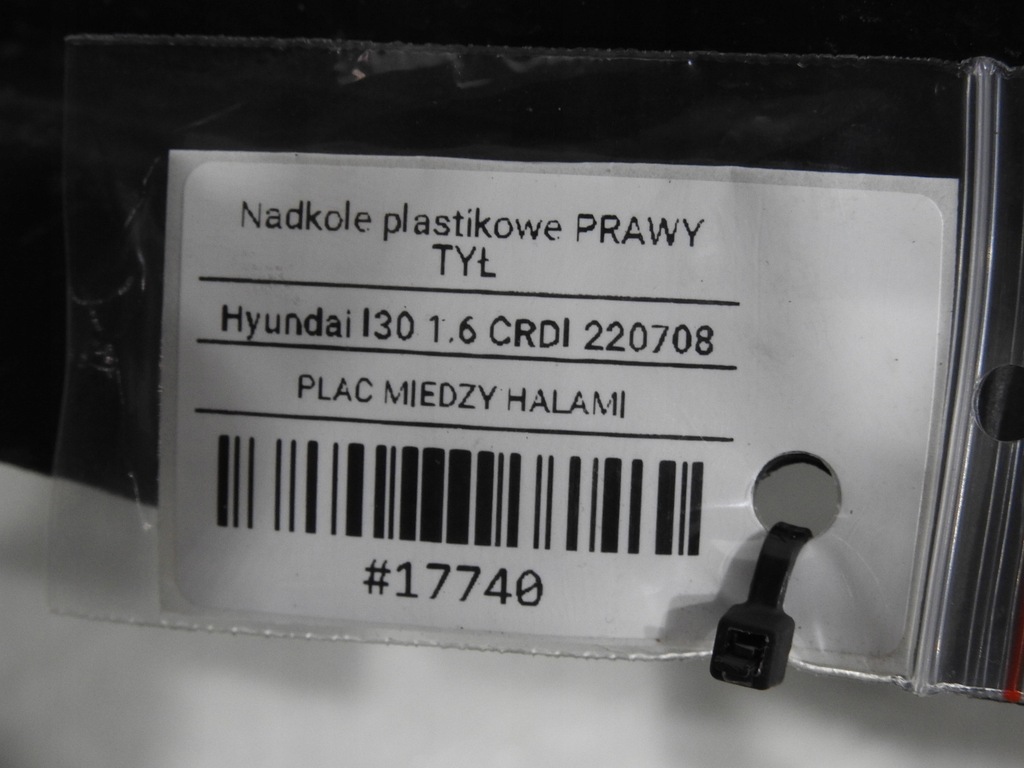 Nadkole plastikowe PRAWY
TYŁ
Hyundai I30 1.6 CRDI 220708
PLAC MIEDZY HALAMI
#17740